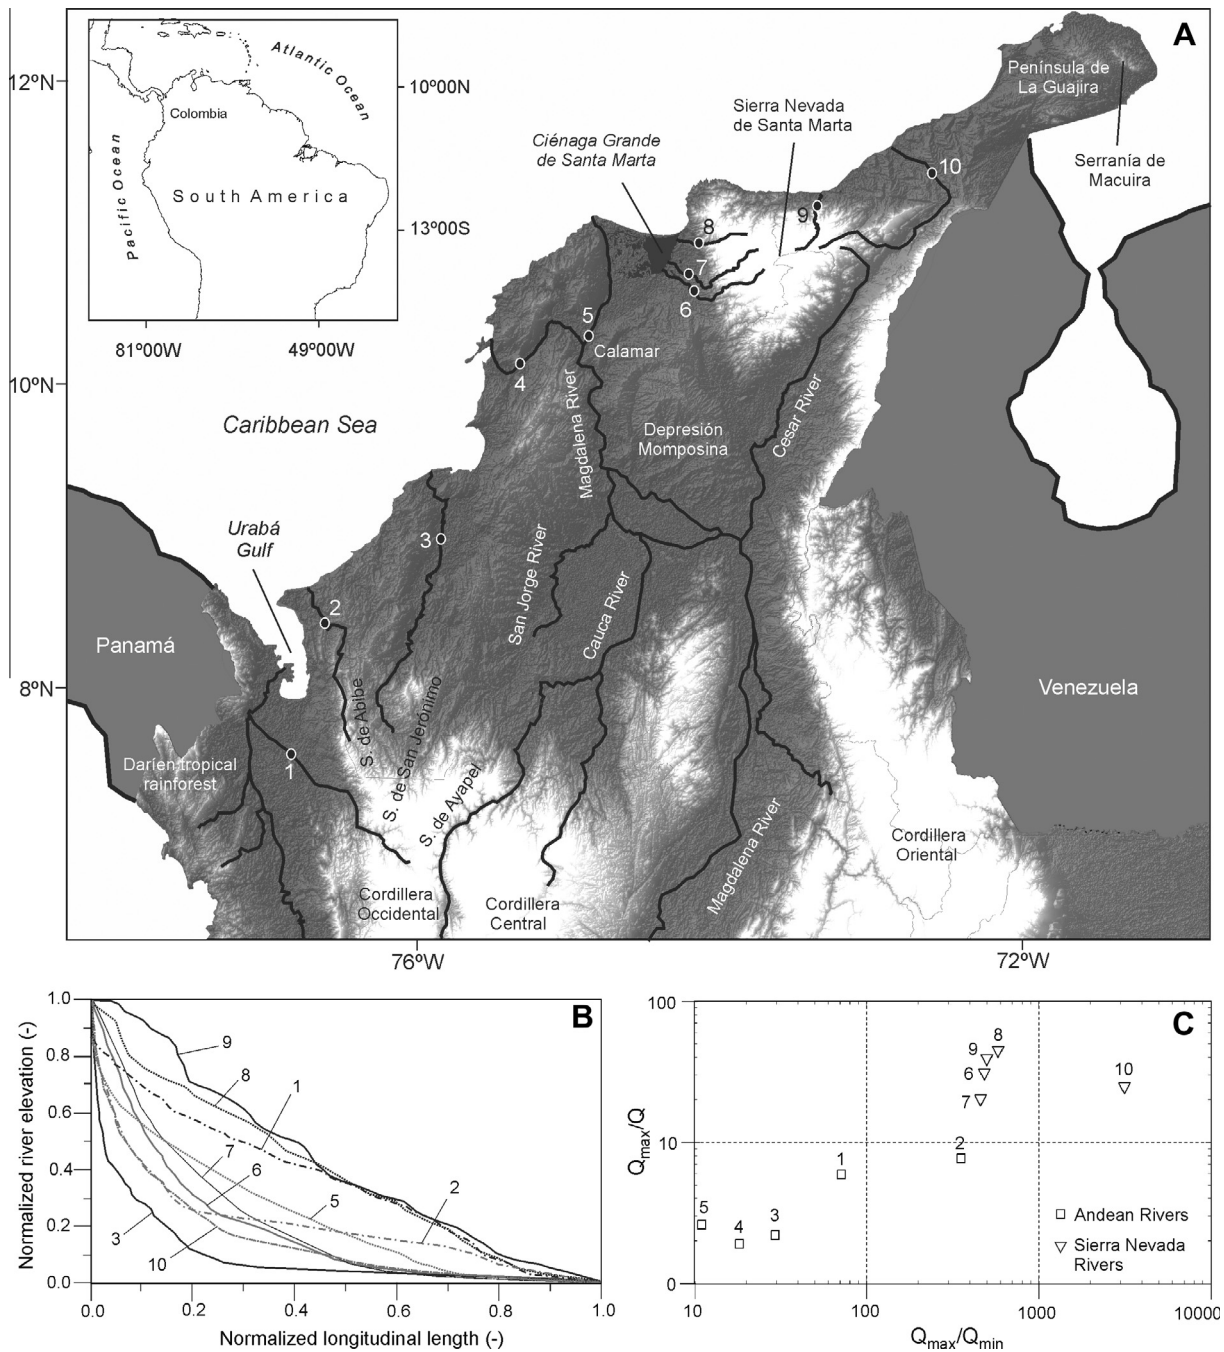 A
12ºN
10ºN
8ºN
76ºW
72ºW
Atlantic Ocean
Pacific Ocean
Colombia
South America
10º00N
13º00S
81º00W
49º00W
Península de
La Guajira
Serranía de
Macuira
Sierra Nevada
de Santa Marta
Ciénaga Grande
de Santa Marta
10
9
8
7
6
5
Calamar
4
Caribbean Sea
Magdalena River
Depresión
Momposina
Cesar River
Urabá
Gulf
3
2
San Jorge River
Cauca River
Panamá
Venezuela
S. de Abibe
S. de San Jerónimo
S. de Ayapel
1
Daríen tropical
rainforest
Magdalena River
Cordillera
Oriental
Cordillera
Occidental
Cordillera
Central
B
Normalized river elevation (-)
1.0
0.8
0.6
0.4
0.2
0.0
9
8
1
7
6
5
2
3
10
0.0
0.2
0.4
0.6
0.8
1.0
Normalized longitudinal length (-)
C
Qmax/Q
100
10
0
8
9
6
7
10
2
1
5
4
3
Andean Rivers
Sierra Nevada
Rivers
10
100
1000
10000
Qmax/Qmin